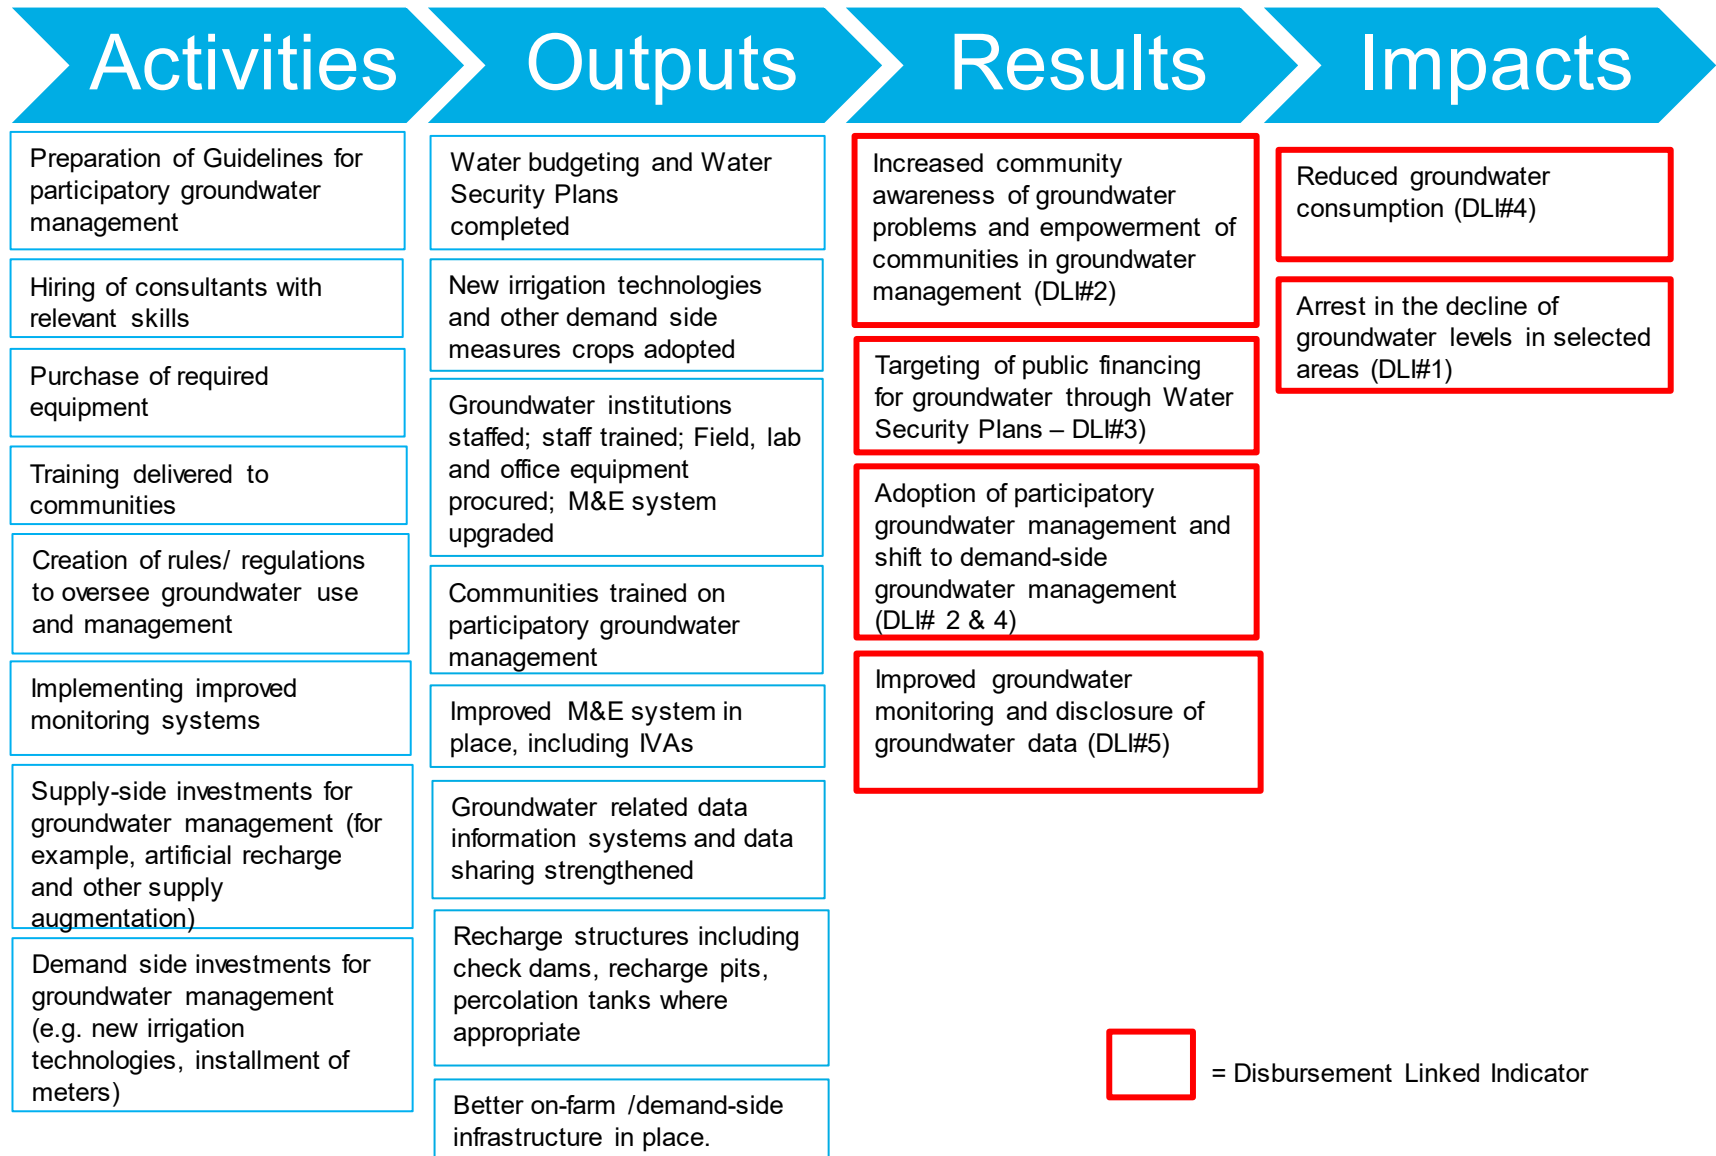 Activities
Outputs
Results
Impacts
Preparation of Guidelines for
participatory groundwater
management
Hiring of consultants with
relevant skills
Purchase of required
equipment
Training delivered to
communities
Creation of rules/ regulations
to oversee groundwater use
and management
Implementing improved
monitoring systems
Supply-side investments for
groundwater management (for
example, artificial recharge
and other supply
augmentation)
Demand side investments for
groundwater management
(e.g. new irrigation
technologies, installment of
meters)
Water budgeting and Water
Security Plans
completed
New irrigation technologies
and other demand side
measures crops adopted
Groundwater institutions
staffed; staff trained; Field, lab
and office equipment
procured; M&E system
upgraded
Communities trained on
participatory groundwater
management
Improved M&E system in
place, including IVAs
Groundwater related data
information systems and data
sharing strengthened
Recharge structures including
check dams, recharge pits,
percolation tanks where
appropriate
Better on-farm /demand-side
infrastructure in place.
Increased community
awareness of groundwater
problems and empowerment of
communities in groundwater
management (DLI#2)
Targeting of public financing
for groundwater through Water
Security Plans – DLI#3)
Adoption of participatory
groundwater management and
shift to demand-side
groundwater management
(DLI# 2 & 4)
Improved groundwater
monitoring and disclosure of
groundwater data (DLI#5)
Reduced groundwater
consumption (DLI#4)
Arrest in the decline of
groundwater levels in selected
areas (DLI#1)
= Disbursement Linked Indicator